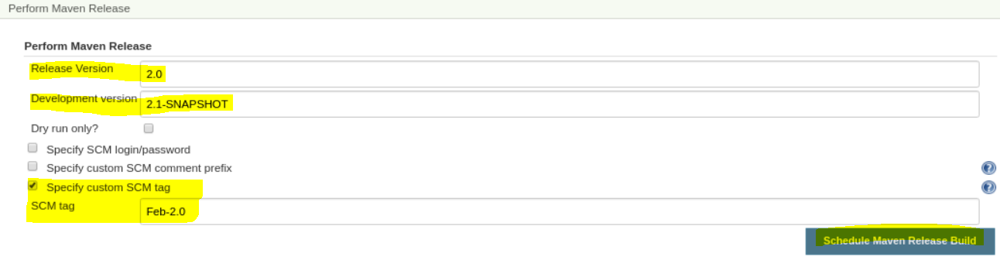 Perform Maven Release
Perform Maven Release
Release Version 2.0
Development version 2.1-SNAPSHOT
Dry run only?
Specify SCM login/password
Specify custom SCM comment prefix ?
Specify custom SCM tag ?
SCM tag Feb-2.0
Schedule Maven Release Build